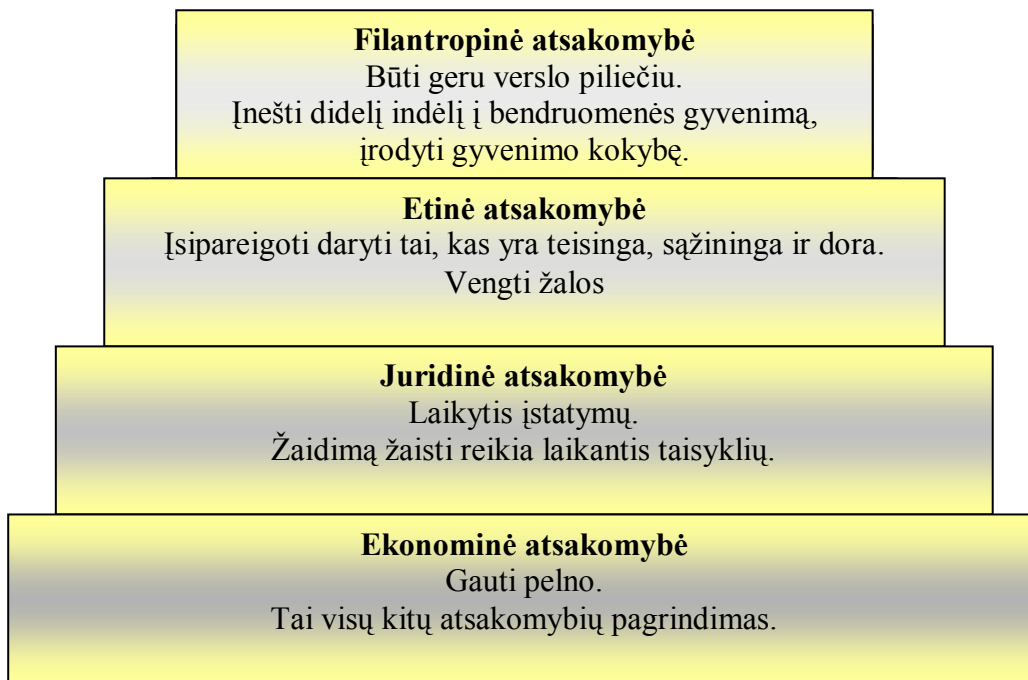 Filantropinė atsakomybė
Būti geru verslo piliečiu.
Įnešti didelį indėlį į bendruomenės gyvenimą,
įrodyti gyvenimo kokybę.
Etinė atsakomybė
Įsipareigoti daryti tai, kas yra teisinga, sąžininga ir dora.
Vengti žalos
Juridinė atsakomybė
Laikytis įstatymų.
Žaidimą žaisti reikia laikantis taisyklių.
Ekonominė atsakomybė
Gauti pelno.
Tai visų kitų atsakomybių pagrindimas.